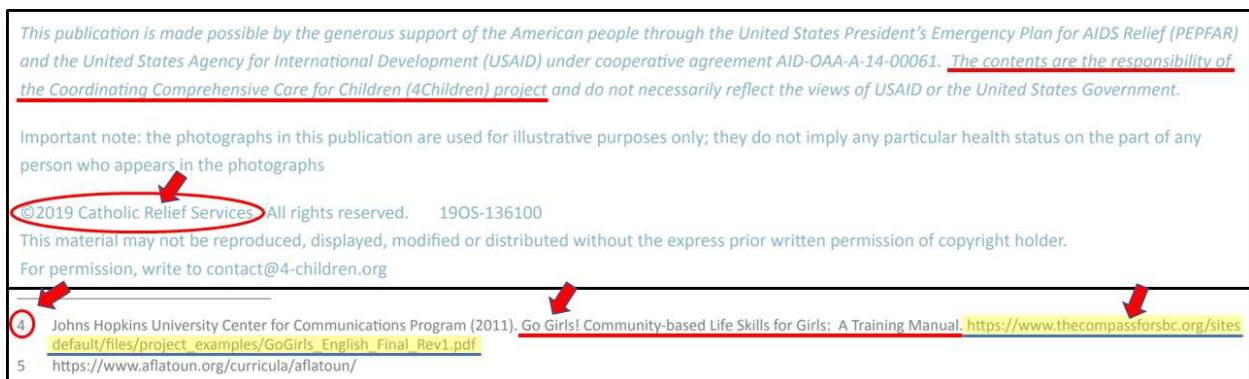 This publication is made possible by the generous support of the American people through the United States President's Emergency Plan for AIDS Relief (PEPFAR)
and the United States Agency for International Development (USAID) under cooperative agreement AID-OAA-A-14-00061. The contents are the responsibility of
the Coordinating Comprehensive Care for Children (4Children) project and do not necessarily reflect the views of USAID or the United States Government.
Important note: the photographs in this publication are used for illustrative purposes only; they do not imply any particular health status on the part of any
person who appears in the photographs
©2019 Catholic Relief Services. All rights reserved. 19OS-136100
This material may not be reproduced, displayed, modified or distributed without the express prior written permission of copyright holder.
For permission, write to contact@4-children.org
4 Johns Hopkins University Center for Communications Program (2011). Go Girls! Community-based Life Skills for Girls: A Training Manual. https://www.thecompassforsbc.org/sites
default/files/project_examples/GoGirls_English_Final_Rev1.pdf
5 https://www.aflatoun.org/curricula/aflatoun/